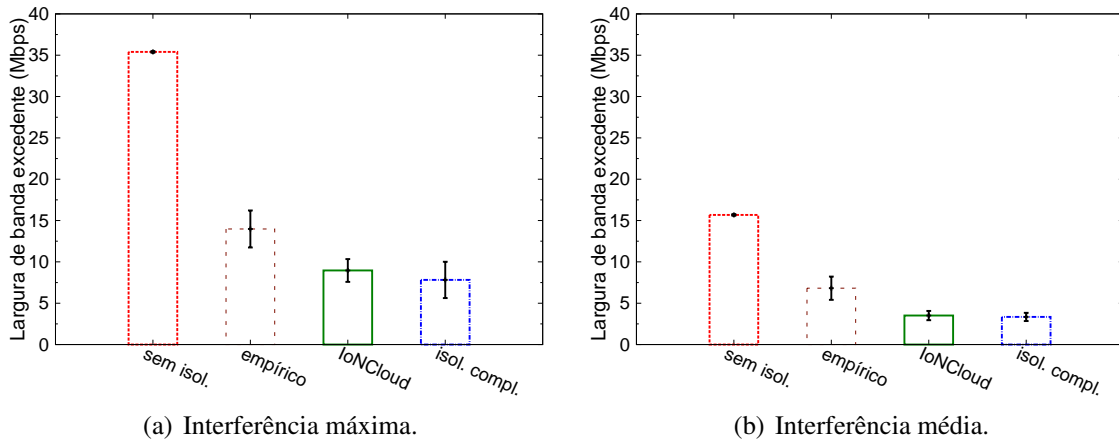 Largura de banda excedente (Mbps)
40
35
30
25
20
15
10
5
0
sem isol.
empírico
IoNCloud
isol. compl.
(a) Interferência máxima.
Largura de banda excedente (Mbps)
40
35
30
25
20
15
10
5
0
sem isol.
empírico
IoNCloud
isol. compl.
(b) Interferência média.